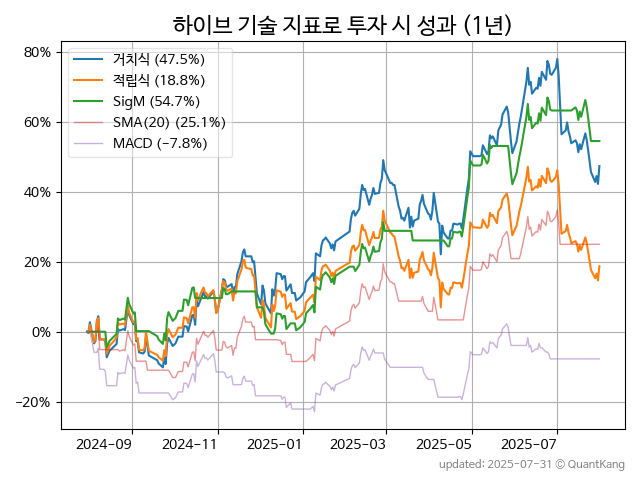 하이브 기술 지표로 투자 시 성과 (1년)
거치식 (47.5%)
적립식 (18.8%)
SigM (54.7%)
SMA(20) (25.1%)
MACD (−7.8%)
80%
60%
40%
20%
0%
−20%
2024-09
2024-11
2025-01
2025-03
2025-05
2025-07
updated: 2025-07-31 © QuantKang